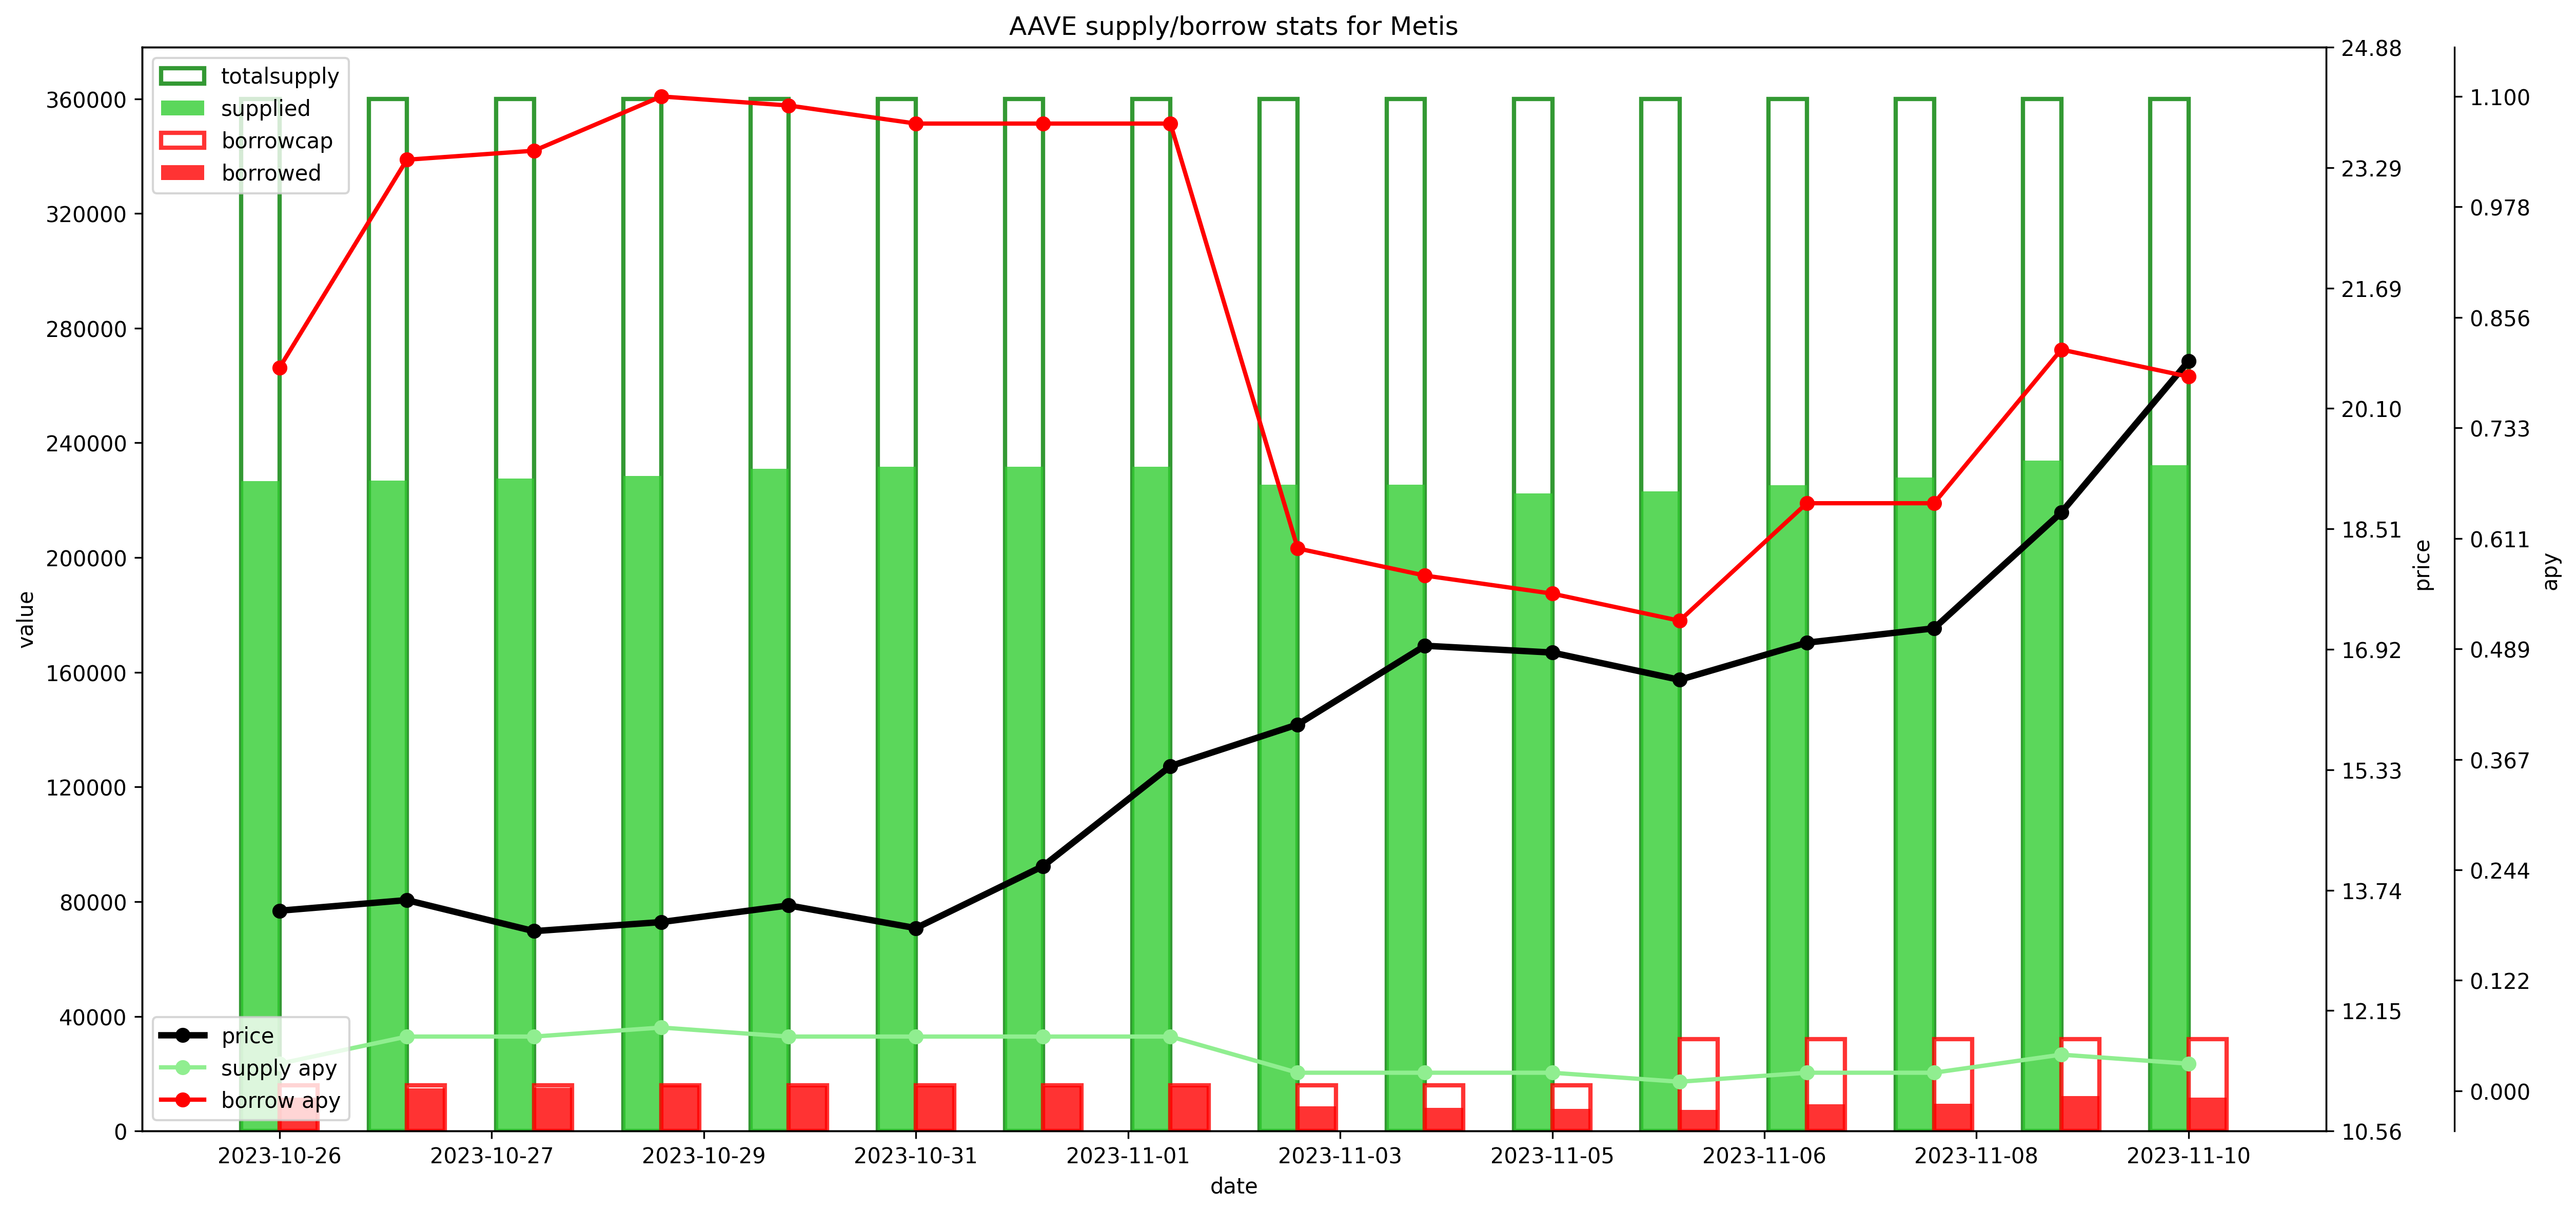 AAVE supply/borrow stats for Metis
totalsupply
supplied
borrowcap
borrowed
360000
320000
280000
240000
200000
160000
120000
80000
40000
0
value
price
supply apy
borrow apy
24.88
23.29
21.69
20.10
18.51
16.92
15.33
13.74
12.15
10.56
price
1.100
0.978
0.856
0.733
0.611
0.489
0.367
0.244
0.122
0.000
apy
2023-10-26 2023-10-27 2023-10-29 2023-10-31 2023-11-01 2023-11-03 2023-11-05 2023-11-06 2023-11-08 2023-11-10
date